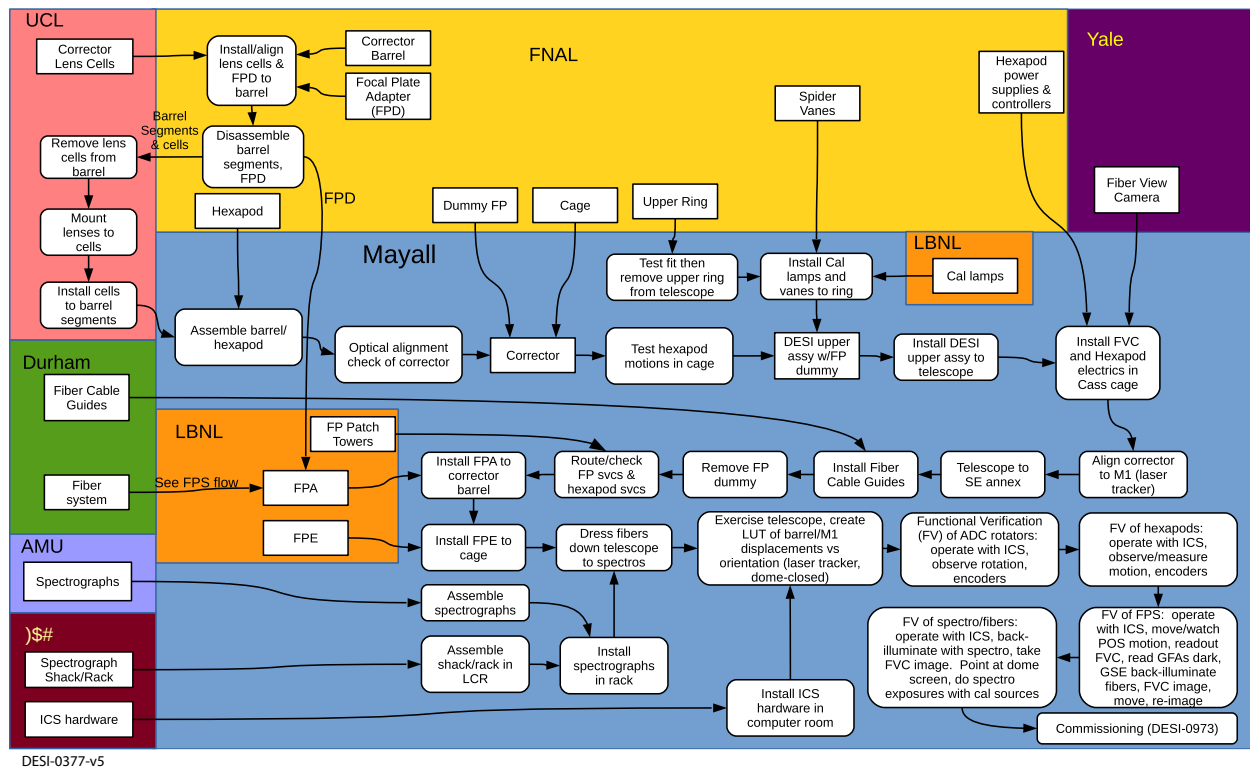 UCL
Corrector
Lens Cells
Install/align
lens cells &
FPD to
barrel
Corrector
Barrel
Focal Plate
Adapter
(FPD)
FNAL
Hexapod
power
supplies &
controllers
Yale
Spider
Vanes
Barrel
Segments
& cells
Remove lens
cells from
barrel
Disassemble
barrel
segments,
FPD
FPD
Hexapod
Dummy FP
Cage
Upper Ring
Fiber View
Camera
Mount
lenses to
cells
Install cells
to barrel
segments
Mayall
Test fit then
remove upper ring
from telescope
Install Cal
lamps and
vanes to ring
LBNL
Cal lamps
Assemble barrel/
hexapod
Optical alignment
check of corrector
Corrector
Test hexapod
motions in cage
DESI upper
assy w/FP
dummy
Install DESI
upper assy to
telescope
Install FVC
and Hexapod
electrics in
Cass cage
Durham
Fiber Cable
Guides
LBNL
FP Patch
Towers
Fiber
system
See FPS flow
FPA
Install FPA to
corrector
barrel
Route/check
FP svcs &
hexapod svcs
Remove FP
dummy
Install Fiber
Cable Guides
Telescope to
SE annex
Align corrector
to M1 (laser
tracker)
FPE
Install FPE to
cage
Dress fibers
down telescope
to spectros
Exercise telescope, create
LUT of barrel/M1
displacements vs
orientation (laser tracker,
dome-closed)
Functional Verification
(FV) of ADC rotators:
operate with ICS,
observe rotation,
encoders
FV of hexapods:
operate with ICS,
observe/measure
motion, encoders
AMU
Spectrographs
Assemble
spectrographs
)$#
Spectrograph
Shack/Rack
Assemble
shack/rack in
LCR
Install
spectrographs
in rack
FV of spectro/fibers:
operate with ICS, back-
illuminate with spectro, take
FVC image.  Point at dome
screen, do spectro
exposures with cal sources
FV of FPS:  operate
with ICS, move/watch
POS motion, readout
FVC, read GFAs dark,
GSE back-illuminate
fibers, FVC image,
move, re-image
ICS hardware
Install ICS
hardware in
computer room
Commissioning (DESI-0973)
DESI-0377-v5